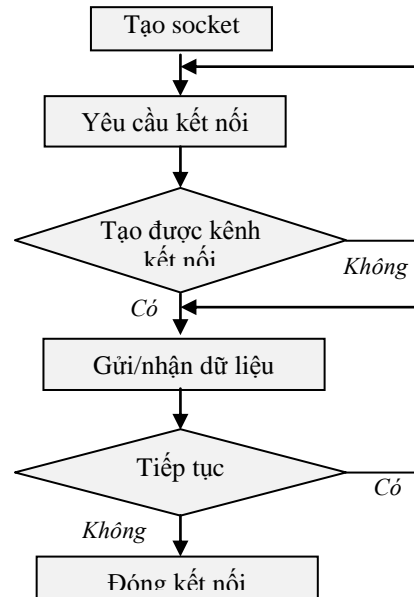 Tạo socket
Yêu cầu kết nối
Tạo được kênh
kết nối
Không
Có
Gửi/nhận dữ liệu
Tiếp tục
Có
Không
Đóng kết nối